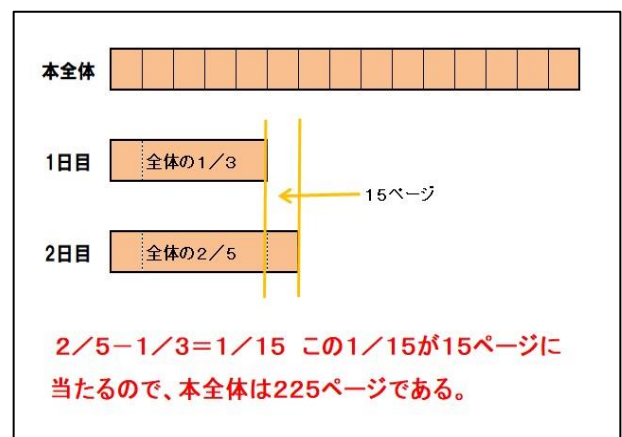 本全体
1日目
全体の1/3
15ページ
2日目
全体の2/5
2/5-1/3=1/15 この1/15が15ページに
当たるので、本全体は225ページである。